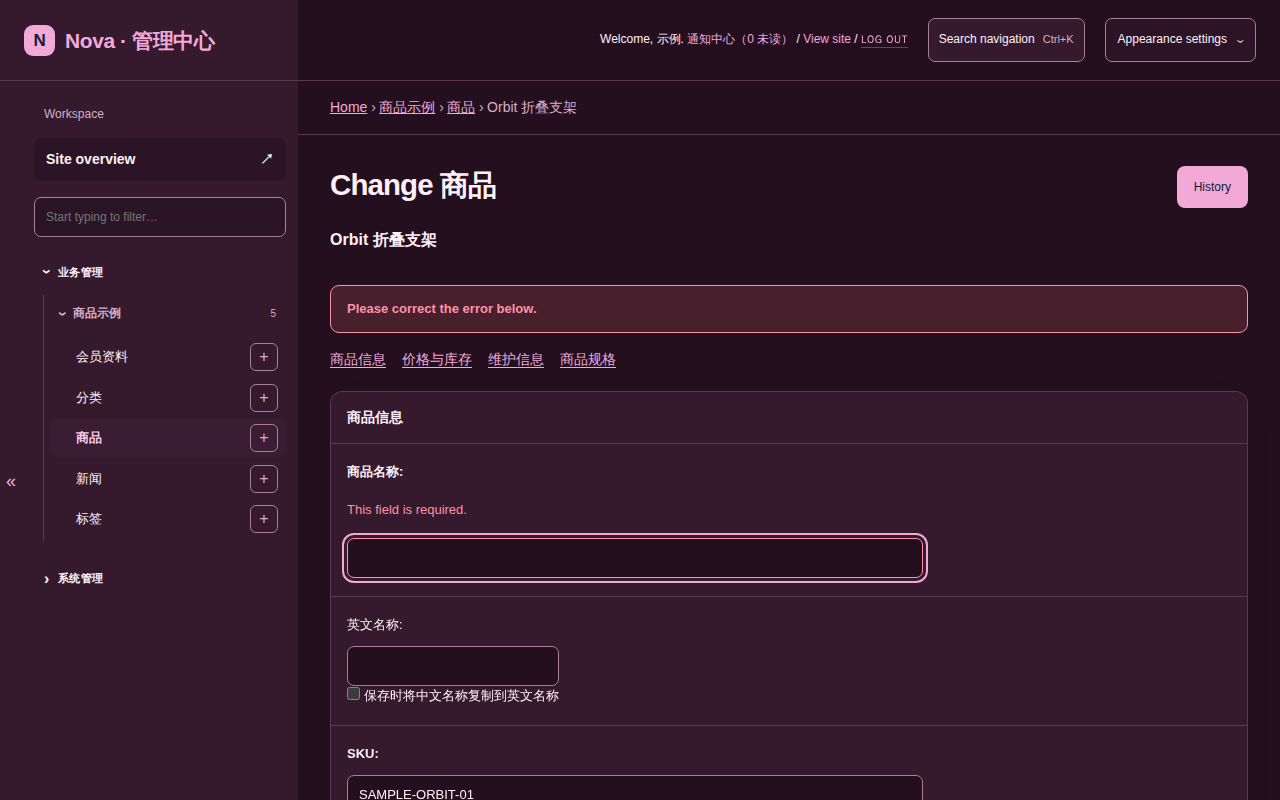 N Nova · 管理中心
Welcome, 示例. 通知中心（0 未读） / View site / LOG OUT
Search navigation Ctrl+K
Appearance settings
Home › 商品示例 › 商品 › Orbit 折叠支架
Workspace
Site overview ↗
Start typing to filter…
业务管理
商品示例 5
会员资料 +
分类 +
商品 +
新闻 +
标签 +
系统管理
«
Change 商品
History
Orbit 折叠支架
Please correct the error below.
商品信息 价格与库存 维护信息 商品规格
商品信息
商品名称:
This field is required.
英文名称:
保存时将中文名称复制到英文名称
SKU:
SAMPLE-ORBIT-01